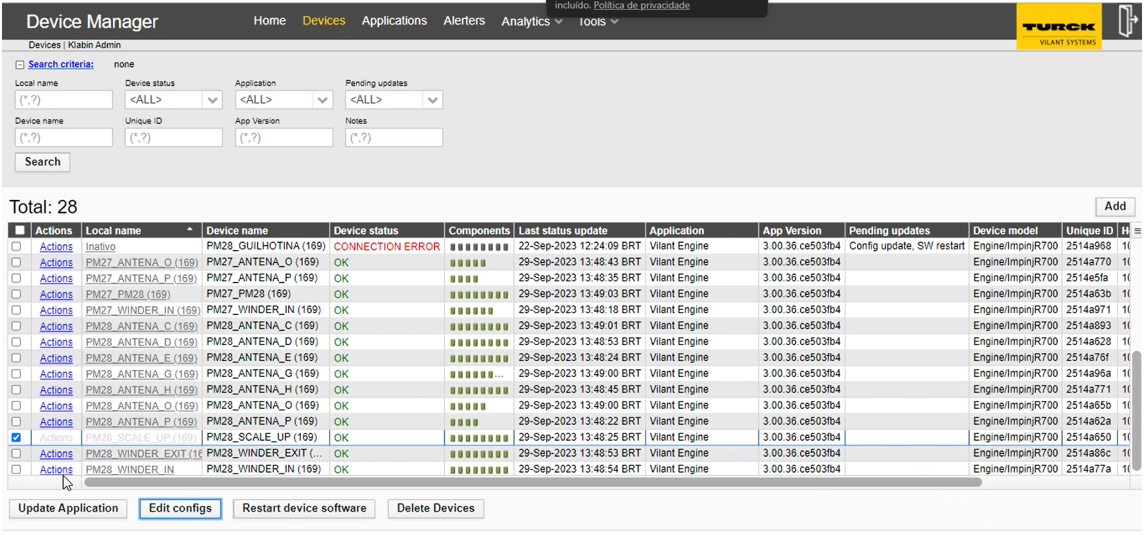 incluído. Política de privacidade
Device Manager Home Devices Applications Alerters Analytics Tools
TURCK
VILANT SYSTEMS
Devices | Klabin Admin
Search criteria: none
Local name Device status Application Pending updates
(*,?) <ALL> <ALL> <ALL>
Device name Unique ID App Version Notes
(*,?) (*,?) (*,?) (*,?)
Search
Total: 28 Add
Actions Local name Device name Device status Components Last status update Application App Version Pending updates Device model Unique ID H
Actions Inativo PM28_GUILHOTINA (169) CONNECTION ERROR 22-Sep-2023 12:24:09 BRT Vilant Engine 3.00.36.ce503fb4 Config update, SW restart Engine/ImpinjR700 2514a968 10
Actions PM27_ANTENA_O (169) PM27_ANTENA_O (169) OK 29-Sep-2023 13:48:43 BRT Vilant Engine 3.00.36.ce503fb4 Engine/ImpinjR700 2514a770 10
Actions PM27_ANTENA_P (169) PM27_ANTENA_P (169) OK 29-Sep-2023 13:48:28 BRT Vilant Engine 3.00.36.ce503fb4 Engine/ImpinjR700 2514e5fa 10
Actions PM27_PM28 (169) PM27_PM28 (169) OK 29-Sep-2023 13:49:03 BRT Vilant Engine 3.00.36.ce503fb4 Engine/ImpinjR700 2514a63b 10
Actions PM27_WINDER_IN (169) PM27_WINDER_IN (169) OK 29-Sep-2023 13:48:18 BRT Vilant Engine 3.00.36.ce503fb4 Engine/ImpinjR700 2514a971 10
Actions PM28_ANTENA_C (169) PM28_ANTENA_C (169) OK 29-Sep-2023 13:49:01 BRT Vilant Engine 3.00.36.ce503fb4 Engine/ImpinjR700 2514a893 10
Actions PM28_ANTENA_D (169) PM28_ANTENA_D (169) OK 29-Sep-2023 13:48:53 BRT Vilant Engine 3.00.36.ce503fb4 Engine/ImpinjR700 2514a628 10
Actions PM28_ANTENA_E (169) PM28_ANTENA_E (169) OK 29-Sep-2023 13:48:24 BRT Vilant Engine 3.00.36.ce503fb4 Engine/ImpinjR700 2514a76f 10
Actions PM28_ANTENA_G (169) PM28_ANTENA_G (169) OK ... 29-Sep-2023 13:49:00 BRT Vilant Engine 3.00.36.ce503fb4 Engine/ImpinjR700 2514a96a 10
Actions PM28_ANTENA_H (169) PM28_ANTENA_H (169) OK 29-Sep-2023 13:48:45 BRT Vilant Engine 3.00.36.ce503fb4 Engine/ImpinjR700 2514a771 10
Actions PM28_ANTENA_O (169) PM28_ANTENA_O (169) OK 29-Sep-2023 13:49:00 BRT Vilant Engine 3.00.36.ce503fb4 Engine/ImpinjR700 2514a65b 10
Actions PM28_ANTENA_P (169) PM28_ANTENA_P (169) OK 29-Sep-2023 13:48:22 BRT Vilant Engine 3.00.36.ce503fb4 Engine/ImpinjR700 2514a62a 10
Actions PM28_SCALE_UP (169) PM28_SCALE_UP (169) OK 29-Sep-2023 13:48:25 BRT Vilant Engine 3.00.36.ce503fb4 Engine/ImpinjR700 2514a650 10
Actions PM28_WINDER_EXIT (16 PM28_WINDER_EXIT (... OK 29-Sep-2023 13:48:53 BRT Vilant Engine 3.00.36.ce503fb4 Engine/ImpinjR700 2514a86c 10
Actions PM28_WINDER_IN PM28_WINDER_IN (169) OK 29-Sep-2023 13:48:54 BRT Vilant Engine 3.00.36.ce503fb4 Engine/ImpinjR700 2514a77a 10
Update Application Edit configs Restart device software Delete Devices